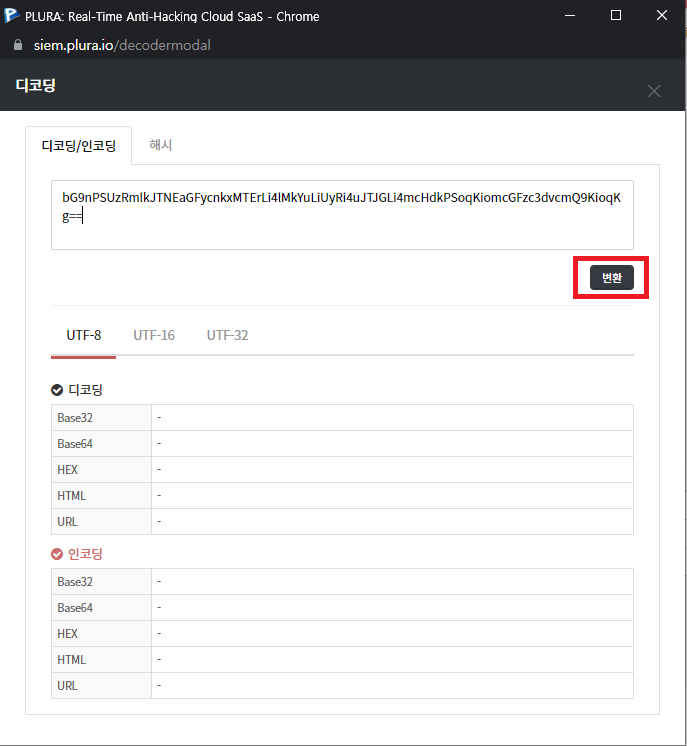 PLURA: Real-Time Anti-Hacking Cloud SaaS - Chrome
siem.plura.io/decodermodal
디코딩
디코딩/인코딩 해시
bG9nPSUzRmlkJTNEaGFycnkxMTErLi4lMkYuLiUyRi4uJTJGLi4mcHdkPSoqKiomcGFzc3dvcmQ9KioqK
g==
변환
UTF-8 UTF-16 UTF-32
디코딩
Base32 -
Base64 -
HEX -
HTML -
URL -
인코딩
Base32 -
Base64 -
HEX -
HTML -
URL -